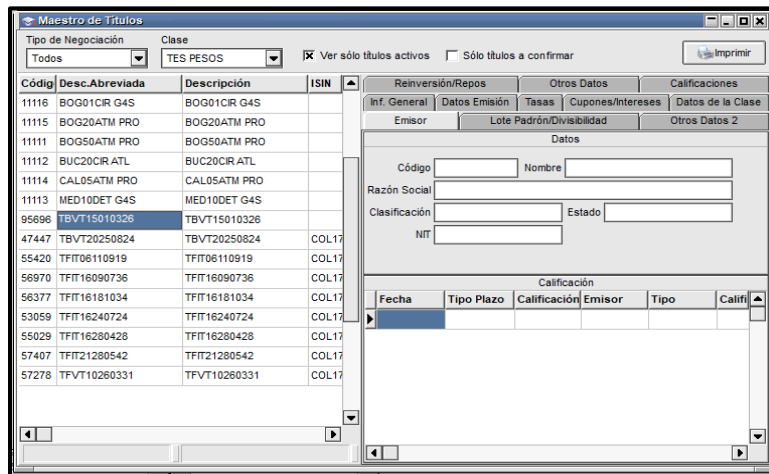 Maestro de Titulos
Tipo de Negociación Clase
Todos TES PESOS Ver sólo títulos activos Sólo títulos a confirmar Imprimir
Códig Desc.Abreviada Descripción ISIN
11116 BOG01CIR G4S BOG01CIR G4S
11115 BOG20ATM PRO BOG20ATM PRO
11111 BOG50ATM PRO BOG50ATM PRO
11112 BUC20CIR ATL BUC20CIR ATL
11114 CAL05ATM PRO CAL05ATM PRO
11113 MED10DET G4S MED10DET G4S
95696 TBVT15010326 TBVT15010326
47447 TBVT20250824 TBVT20250824 COL17
55420 TFIT06110919 TFIT06110919 COL17
56970 TFIT16090736 TFIT16090736 COL17
56377 TFIT16181034 TFIT16181034 COL17
53059 TFIT16240724 TFIT16240724 COL17
55029 TFIT16280428 TFIT16280428 COL17
57407 TFIT21280542 TFIT21280542 COL17
57278 TFVT10260331 TFVT10260331 COL17
Reinversión/Repos Otros Datos Calificaciones
Inf. General Datos Emisión Tasas Cupones/Intereses Datos de la Clase
Emisor Lote Padrón/Divisibilidad Otros Datos 2
Datos
Código Nombre
Razón Social
Clasificación Estado
NIT
Calificación
Fecha Tipo Plazo Calificación Emisor Tipo Califi